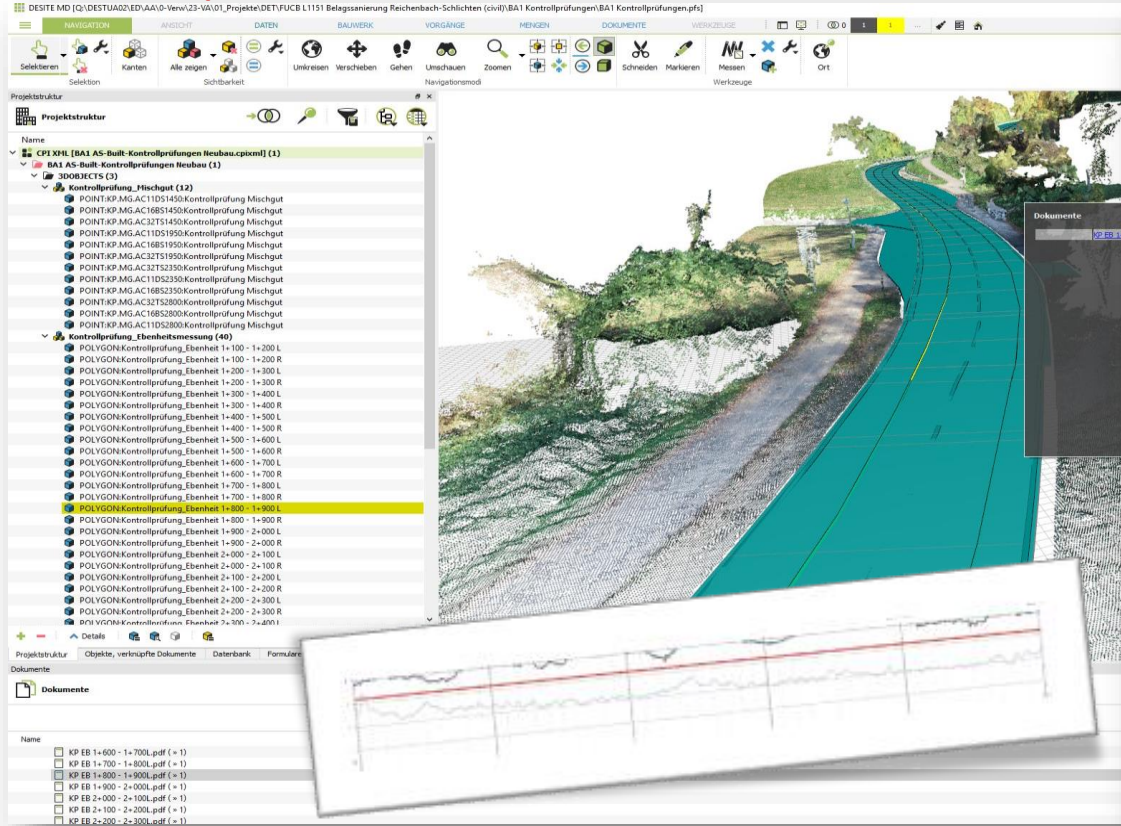 DESITE MD [Q:\DESTUA02\ED\AA\0-Verw\23-VA\01_Projekte\DET\FUCB L1151 Belagssanierung Reichenbach-Schlichten (civil)\BA1 Kontrollprüfungen\BA1 Kontrollprüfungen.pfs]
NAVIGATION ANSICHT DATEN BAUWERK VORGÄNGE MENGEN DOKUMENTE WERKZEUGE 0 1 1 ...
Selektieren Kanten Alle zeigen Umkreisen Verschieben Gehen Umschauen Zoomen Schneiden Markieren Messen Ort
Selektion Sichtbarkeit Navigationsmodi Werkzeuge
Projektstruktur
Projektstruktur
Name
CPI XML [BA1 AS-Built-Kontrollprüfungen Neubau.cpixml] (1)
BA1 AS-Built-Kontrollprüfungen Neubau (1)
3DOBJECTS (3)
Kontrollprüfung_Mischgut (12)
POINT:KP.MG.AC11DS1450:Kontrollprüfung Mischgut
POINT:KP.MG.AC16BS1450:Kontrollprüfung Mischgut
POINT:KP.MG.AC32TS1450:Kontrollprüfung Mischgut
POINT:KP.MG.AC11DS1950:Kontrollprüfung Mischgut
POINT:KP.MG.AC16BS1950:Kontrollprüfung Mischgut
POINT:KP.MG.AC32TS1950:Kontrollprüfung Mischgut
POINT:KP.MG.AC32TS2350:Kontrollprüfung Mischgut
POINT:KP.MG.AC11DS2350:Kontrollprüfung Mischgut
POINT:KP.MG.AC16BS2350:Kontrollprüfung Mischgut
POINT:KP.MG.AC32TS2800:Kontrollprüfung Mischgut
POINT:KP.MG.AC16BS2800:Kontrollprüfung Mischgut
POINT:KP.MG.AC11DS2800:Kontrollprüfung Mischgut
Kontrollprüfung_Ebenheitsmessung (40)
POLYGON:Kontrollprüfung_Ebenheit 1+100 - 1+200 L
POLYGON:Kontrollprüfung_Ebenheit 1+100 - 1+200 R
POLYGON:Kontrollprüfung_Ebenheit 1+200 - 1+300 L
POLYGON:Kontrollprüfung_Ebenheit 1+200 - 1+300 R
POLYGON:Kontrollprüfung_Ebenheit 1+300 - 1+400 L
POLYGON:Kontrollprüfung_Ebenheit 1+300 - 1+400 R
POLYGON:Kontrollprüfung_Ebenheit 1+400 - 1+500 L
POLYGON:Kontrollprüfung_Ebenheit 1+400 - 1+500 R
POLYGON:Kontrollprüfung_Ebenheit 1+500 - 1+600 L
POLYGON:Kontrollprüfung_Ebenheit 1+500 - 1+600 R
POLYGON:Kontrollprüfung_Ebenheit 1+600 - 1+700 L
POLYGON:Kontrollprüfung_Ebenheit 1+600 - 1+700 R
POLYGON:Kontrollprüfung_Ebenheit 1+700 - 1+800 L
POLYGON:Kontrollprüfung_Ebenheit 1+700 - 1+800 R
POLYGON:Kontrollprüfung_Ebenheit 1+800 - 1+900 L
POLYGON:Kontrollprüfung_Ebenheit 1+800 - 1+900 R
POLYGON:Kontrollprüfung_Ebenheit 1+900 - 2+000 L
POLYGON:Kontrollprüfung_Ebenheit 1+900 - 2+000 R
POLYGON:Kontrollprüfung_Ebenheit 2+000 - 2+100 L
POLYGON:Kontrollprüfung_Ebenheit 2+000 - 2+100 R
POLYGON:Kontrollprüfung_Ebenheit 2+100 - 2+200 L
POLYGON:Kontrollprüfung_Ebenheit 2+100 - 2+200 R
POLYGON:Kontrollprüfung_Ebenheit 2+200 - 2+300 L
POLYGON:Kontrollprüfung_Ebenheit 2+200 - 2+300 R
POLYGON:Kontrollprüfung_Ebenheit 2+300 - 2+400 L
Details
Projektstruktur Objekte, verknüpfte Dokumente Datenbank Formulare
Dokumente
Dokumente
Name
KP EB 1+600 - 1+700L.pdf ( » 1)
KP EB 1+700 - 1+800L.pdf ( » 1)
KP EB 1+800 - 1+900L.pdf ( » 1)
KP EB 1+900 - 2+000L.pdf ( » 1)
KP EB 2+000 - 2+100L.pdf ( » 1)
KP EB 2+100 - 2+200L.pdf ( » 1)
KP EB 2+200 - 2+300L.pdf ( » 1)
Dokumente
KP EB 1